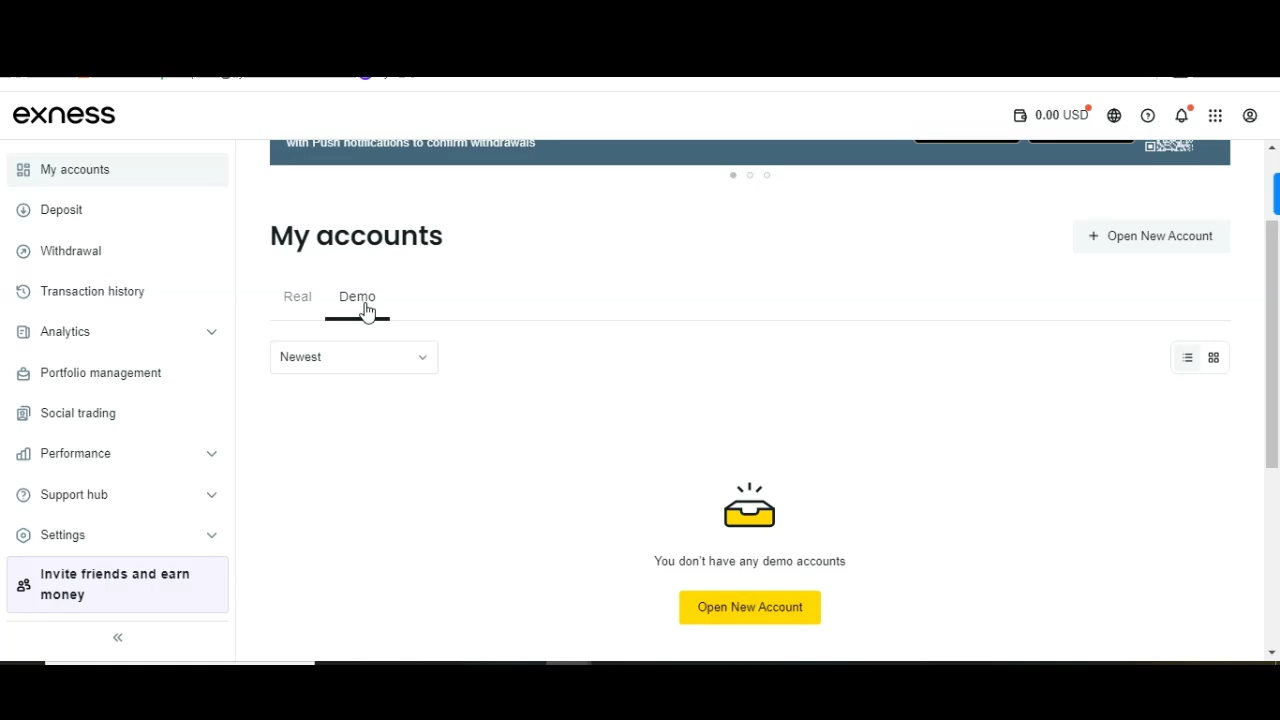 exness
0.00 USD
with Push notifications to confirm withdrawals
My accounts
Deposit
Withdrawal
Transaction history
Analytics
Portfolio management
Social trading
Performance
Support hub
Settings
Invite friends and earn
money
My accounts
+ Open New Account
Real
Demo
Newest
You don't have any demo accounts
Open New Account